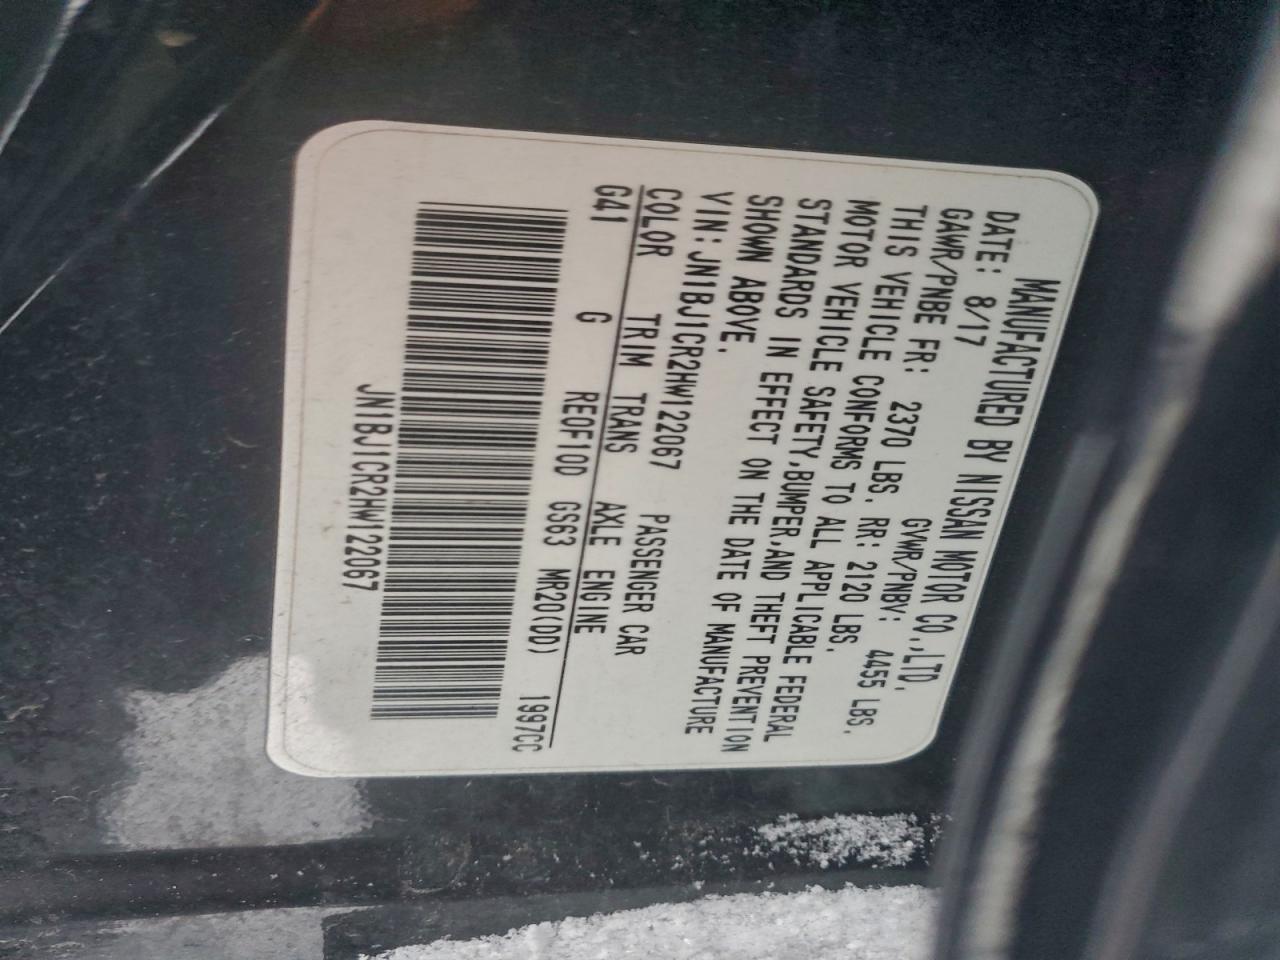 MANUFACTURED BY NISSAN MOTOR CO.,LTD.
DATE: 8/17 GVWR/PNBV: 4455 LBS.
GAWR/PNBE FR: 2370 LBS. RR: 2120 LBS.
THIS VEHICLE CONFORMS TO ALL APPLICABLE FEDERAL
MOTOR VEHICLE SAFETY,BUMPER,AND THEFT PREVENTION
STANDARDS IN EFFECT ON THE DATE OF MANUFACTURE
SHOWN ABOVE.
VIN: JN1BJ1CR2HW122067 PASSENGER CAR
COLOR TRIM TRANS AXLE ENGINE
G41 G REOF10D GS63 MR20(DD) 1997CC
JN1BJ1CR2HW122067